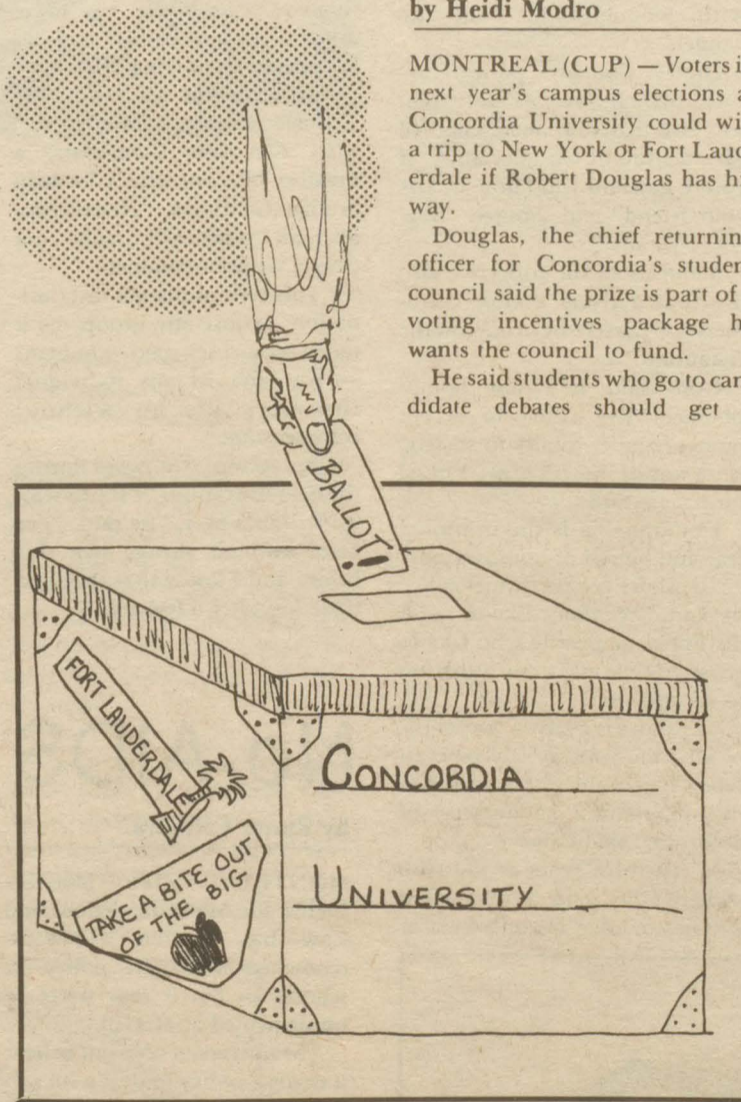 by Heidi Modro
MONTREAL (CUP) — Voters i
next year's campus elections a
Concordia University could wi
a trip to New York or Fort Laud
erdale if Robert Douglas has h
way.
Douglas, the chief returnin
officer for Concordia's studen
council said the prize is part of
voting incentives package h
wants the council to fund.
He said students who go to can
didate debates should get
BALLOT!
FORT LAUDERDALE
TAKE A BITE OUT
OF THE BIG
CONCORDIA
UNIVERSITY